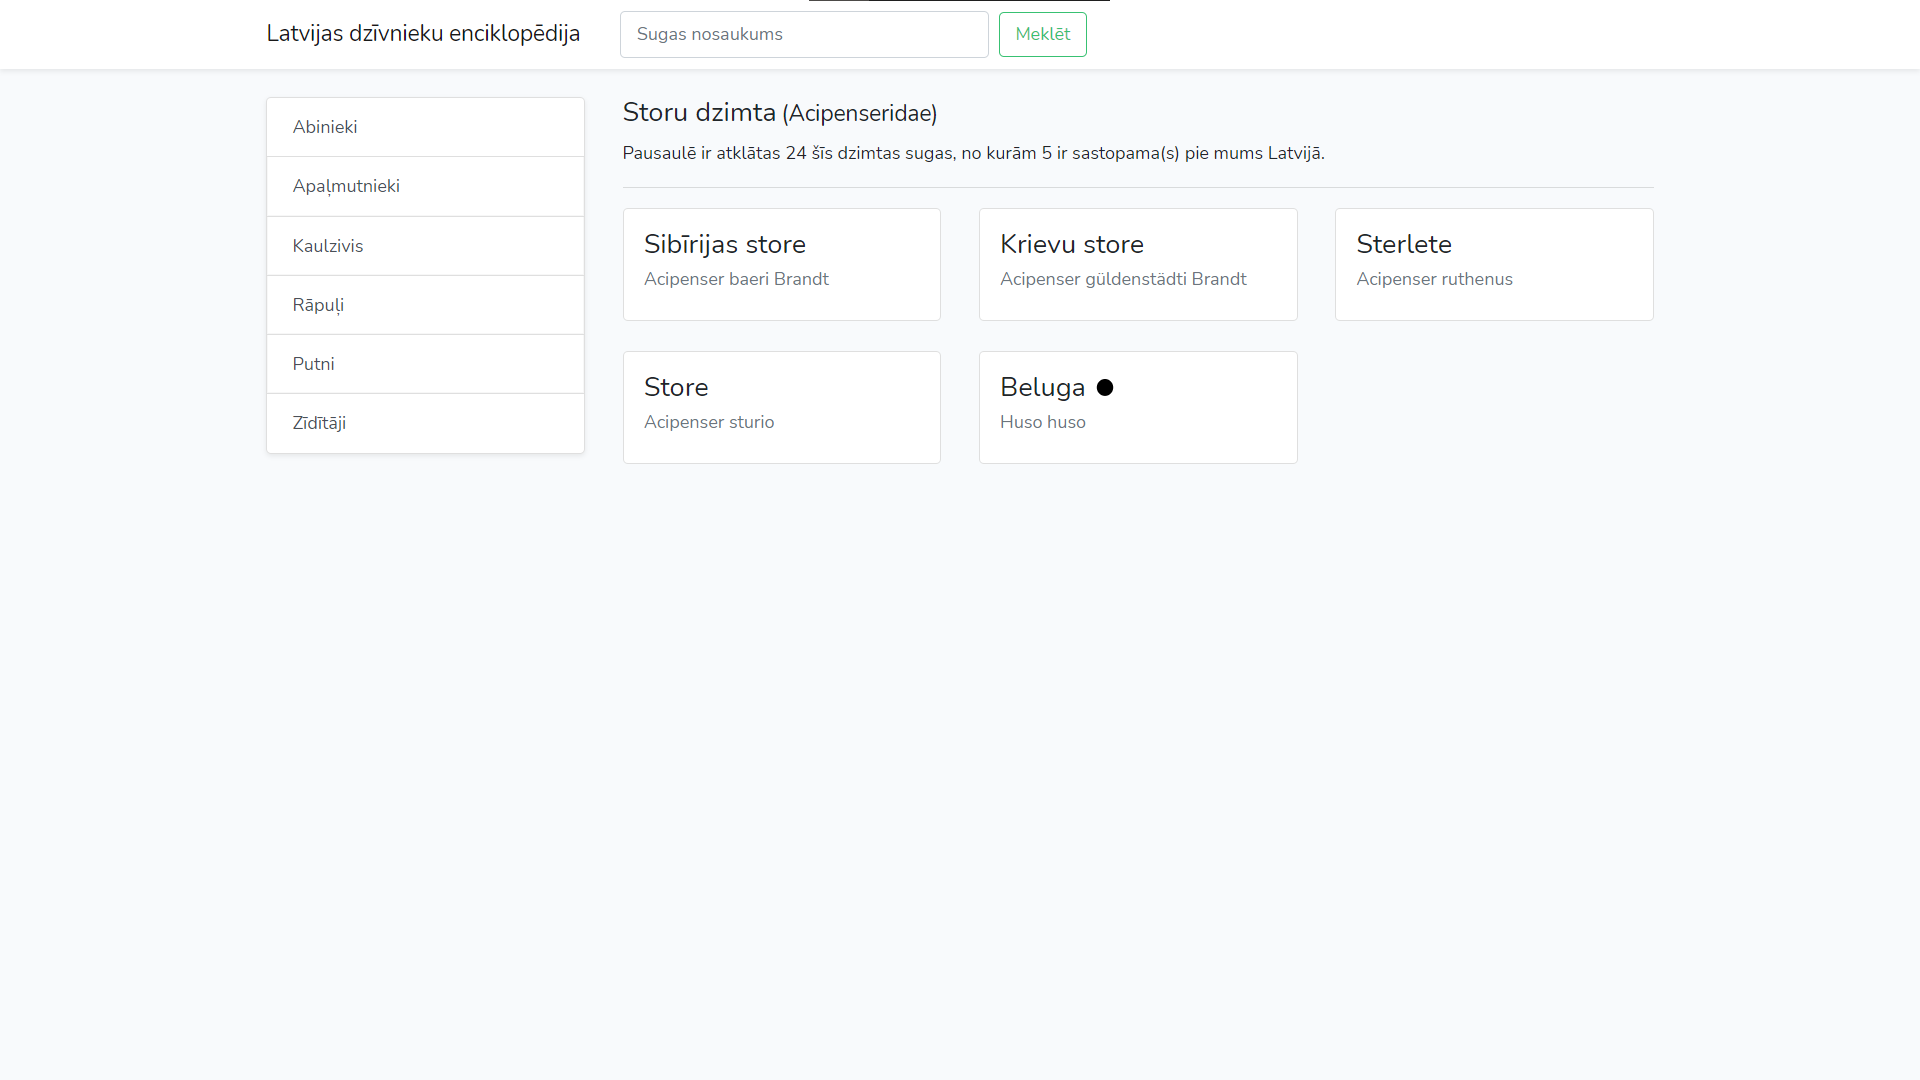 Latvijas dzīvnieku enciklopēdija
Sugas nosaukums
Meklēt
Abinieki
Apaļmutnieki
Kaulzivis
Rāpuļi
Putni
Zīdītāji
Storu dzimta (Acipenseridae)
Pausaulē ir atklātas 24 šīs dzimtas sugas, no kurām 5 ir sastopama(s) pie mums Latvijā.
Sibīrijas store
Acipenser baeri Brandt
Krievu store
Acipenser güldenstädti Brandt
Sterlete
Acipenser ruthenus
Store
Acipenser sturio
Beluga
Huso huso